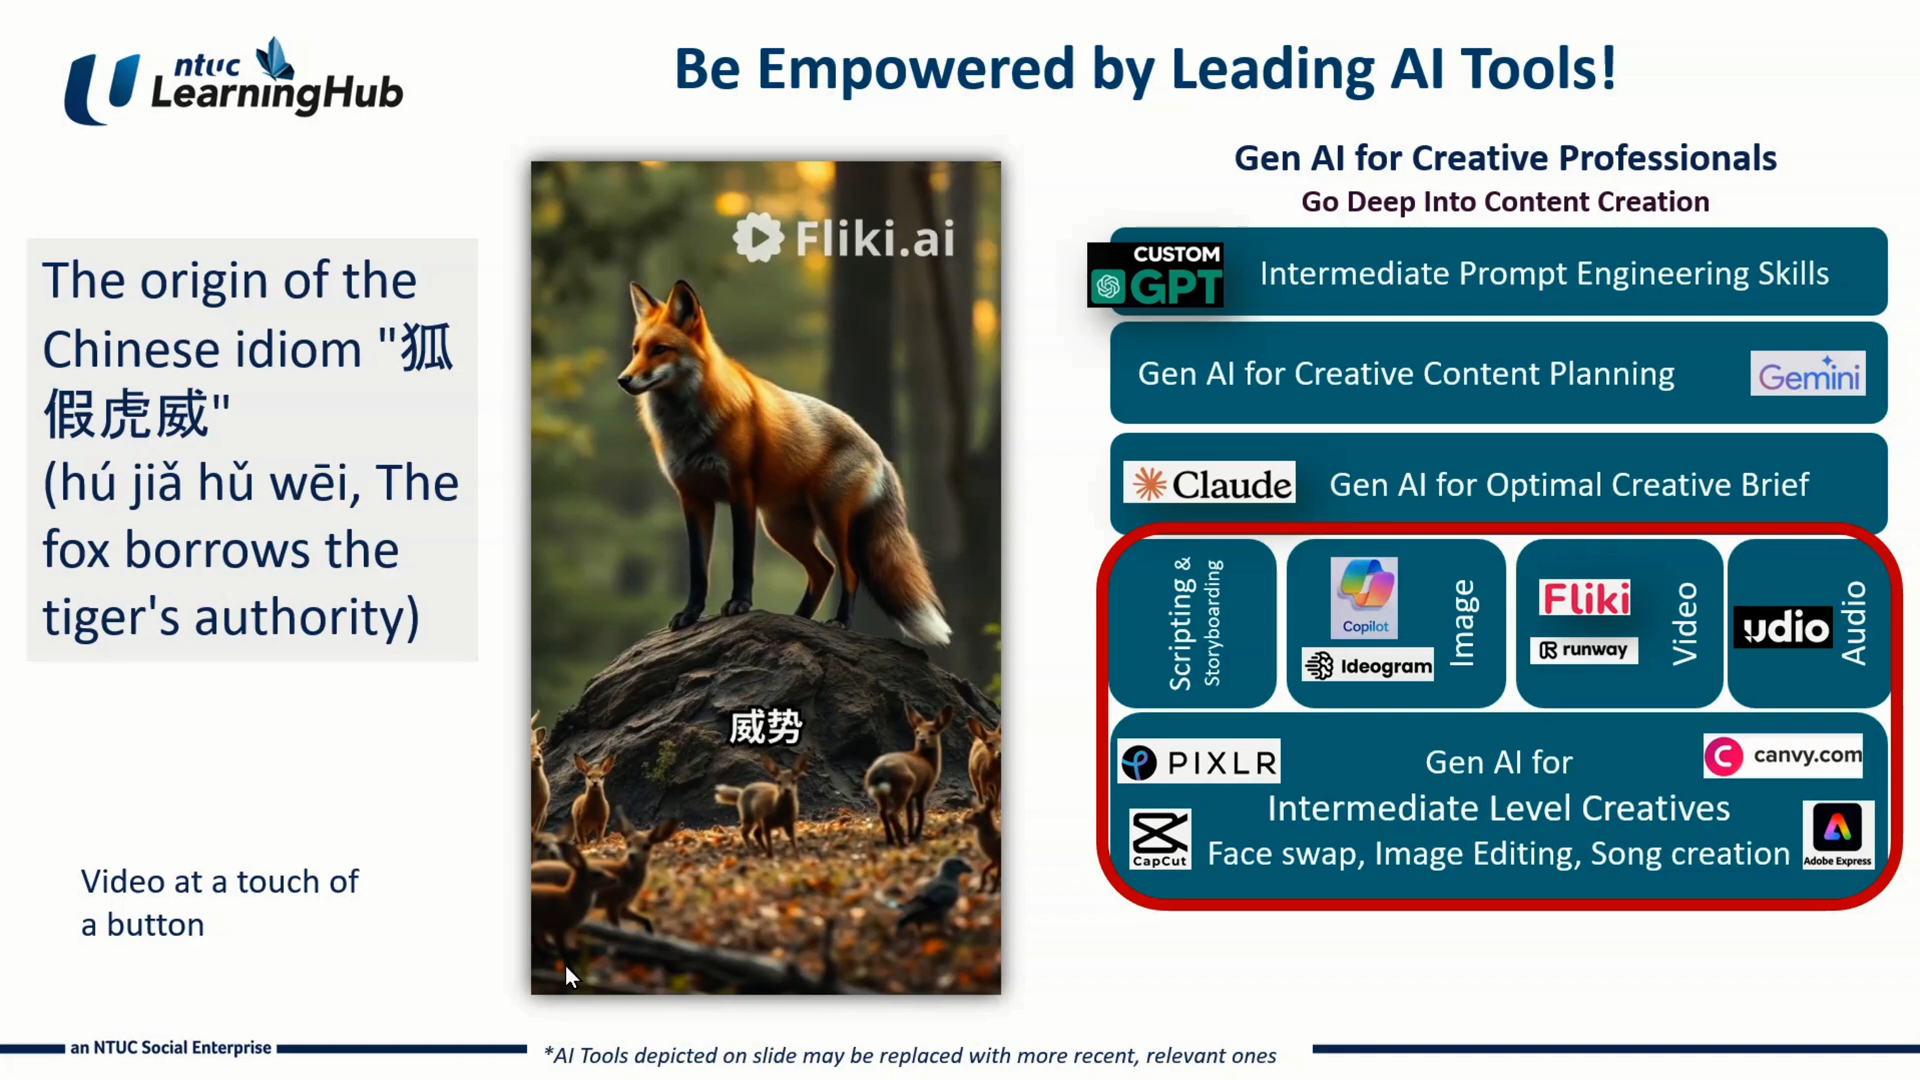 ntuc
LearningHub
Be Empowered by Leading AI Tools!
The origin of the
Chinese idiom "狐
假虎威"
(hú jiǎ hǔ wēi, The
fox borrows the
tiger's authority)
Video at a touch of
a button
Fliki.ai
威势
Gen AI for Creative Professionals
Go Deep Into Content Creation
CUSTOM
GPT
Intermediate Prompt Engineering Skills
Gen AI for Creative Content Planning
Gemini
Claude
Gen AI for Optimal Creative Brief
Scripting &
Storyboarding
Copilot
Ideogram
Image
Fliki
runway
Video
udio
Audio
PIXLR
Gen AI for
canvy.com
Intermediate Level Creatives
CapCut
Face swap, Image Editing, Song creation
Adobe Express
an NTUC Social Enterprise
*AI Tools depicted on slide may be replaced with more recent, relevant ones